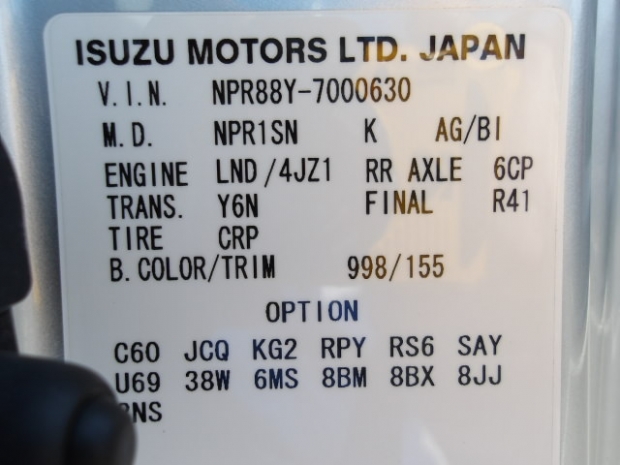 ISUZU MOTORS LTD. JAPAN
V.I.N. NPR88Y-7000630
M.D. NPR1SN K AG/BI
ENGINE LND/4JZ1 RR AXLE 6CP
TRANS. Y6N FINAL R41
TIRE CRP
B.COLOR/TRIM 998/155
OPTION
C60 JCQ KG2 RPY RS6 SAY
U69 38W 6MS 8BM 8BX 8JJ